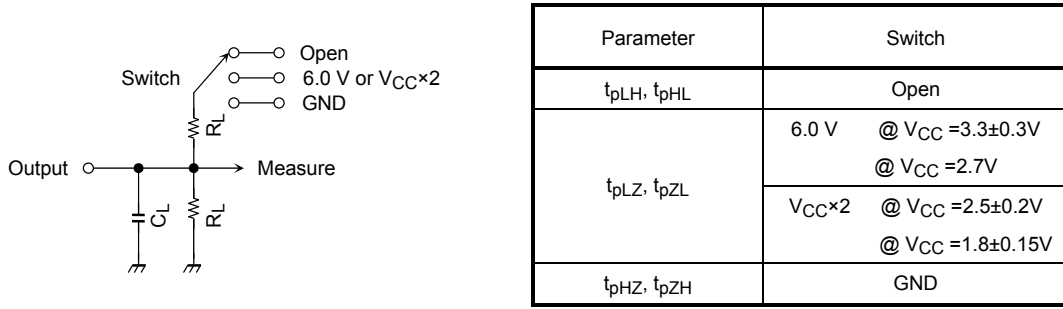 Open
Switch
6.0 V or VCC×2
GND
RL
Output
Measure
CL
RL
Parameter Switch
tpLH, tpHL Open
tpLZ, tpZL
6.0 V @ VCC =3.3±0.3V
@ VCC =2.7V
VCC×2 @ VCC =2.5±0.2V
@ VCC =1.8±0.15V
tpHZ, tpZH GND